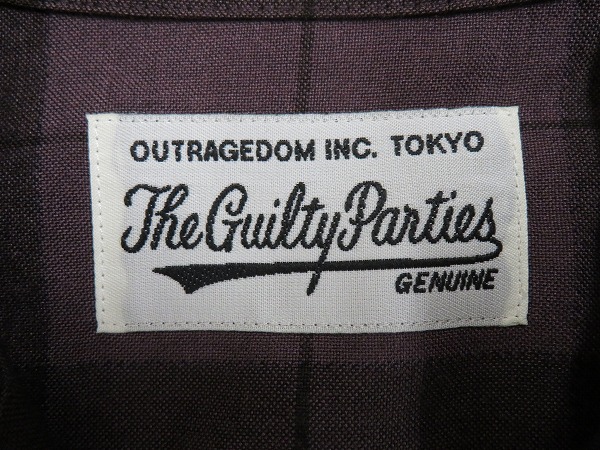 OUTRAGEDOM INC. TOKYO
The Guilty Parties
GENUINE